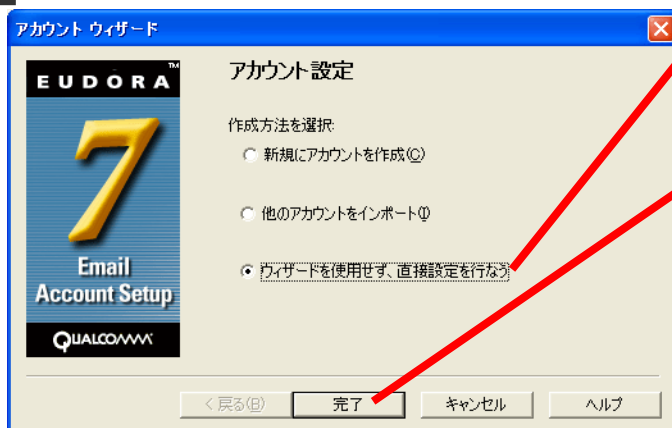 アカウント ウィザード
EUDORA™
7
Email
Account Setup
QUALCOMM
アカウント設定
作成方法を選択:
新規にアカウントを作成(C)
他のアカウントをインポート(I)
ウィザードを使用せず、直接設定を行なう
< 戻る(B)
完了
キャンセル
ヘルプ